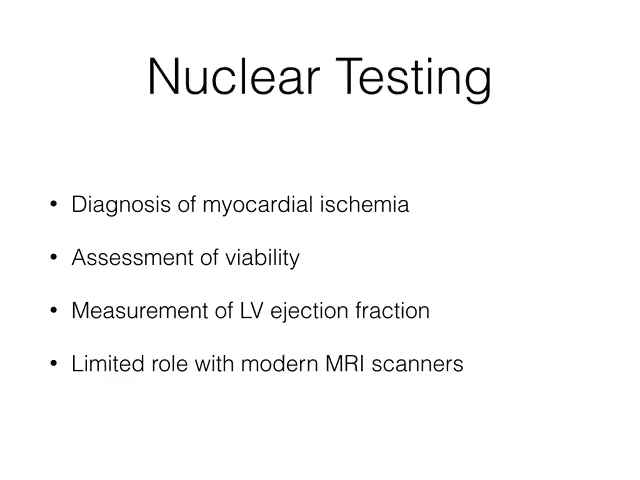 Nuclear Testing
• Diagnosis of myocardial ischemia
• Assessment of viability
• Measurement of LV ejection fraction
• Limited role with modern MRI scanners